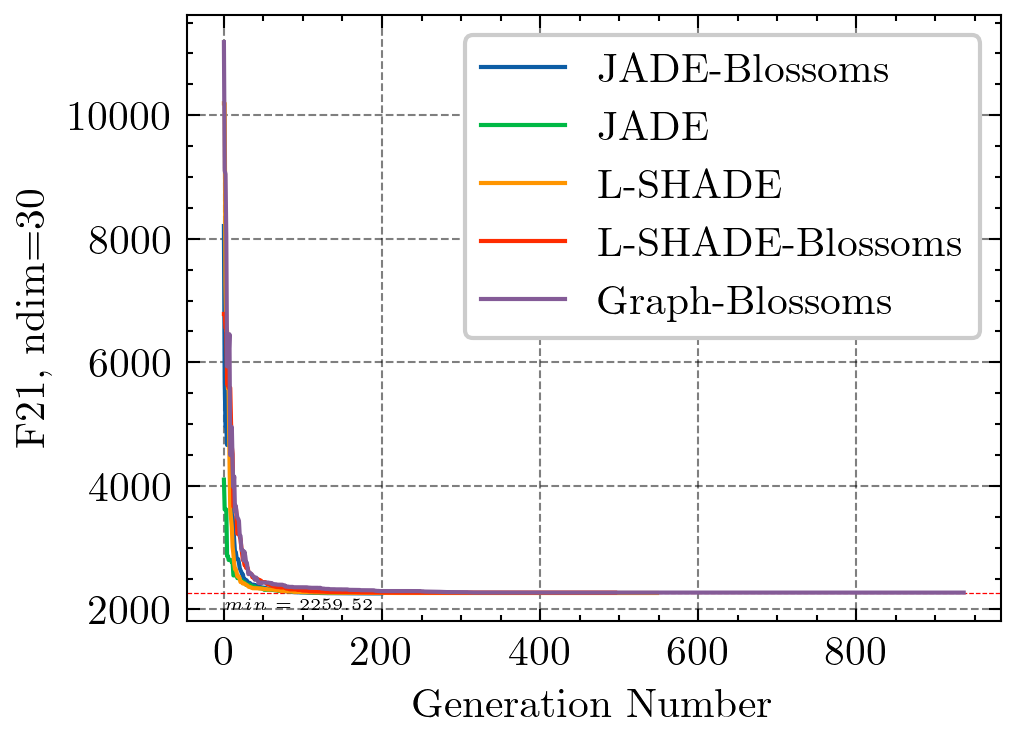 F21, ndim=30
10000
8000
6000
4000
2000
JADE-Blossoms
JADE
L-SHADE
L-SHADE-Blossoms
Graph-Blossoms
min = 2259.52
0 200 400 600 800
Generation Number